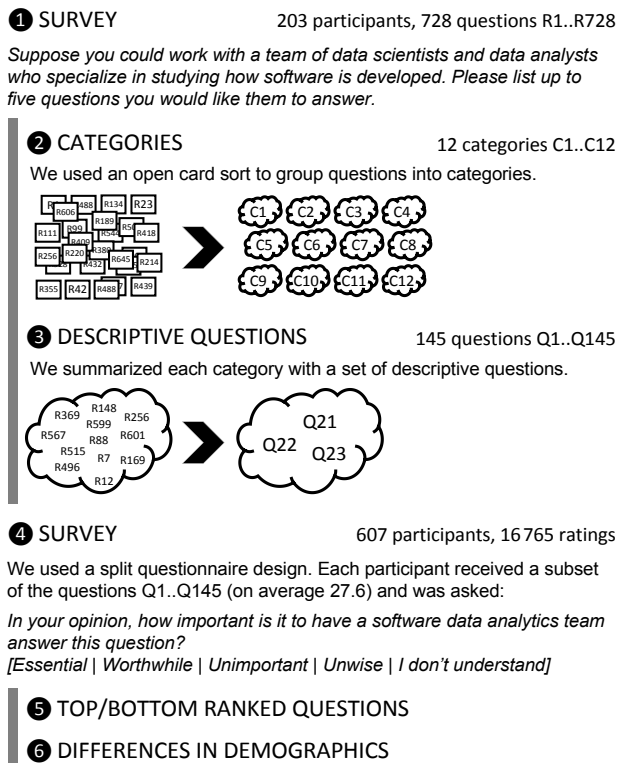 ❶ SURVEY 203 participants, 728 questions R1..R728
Suppose you could work with a team of data scientists and data analysts
who specialize in studying how software is developed. Please list up to
five questions you would like them to answer.
❷ CATEGORIES 12 categories C1..C12
We used an open card sort to group questions into categories.
R488 R134 R23
R606 R189
R111 R99 R544 R418
R409 R380
R256 R220 R432 R645 R214
R355 R42 R488 R439
C1 C2 C3 C4
C5 C6 C7 C8
C9 C10 C11 C12
❸ DESCRIPTIVE QUESTIONS 145 questions Q1..Q145
We summarized each category with a set of descriptive questions.
R369 R148 R256
R599
R567 R88 R601
R515 R7 R169
R496
R12
Q21
Q22 Q23
❹ SURVEY 607 participants, 16 765 ratings
We used a split questionnaire design. Each participant received a subset
of the questions Q1..Q145 (on average 27.6) and was asked:
In your opinion, how important is it to have a software data analytics team
answer this question?
[Essential | Worthwhile | Unimportant | Unwise | I don't understand]
❺ TOP/BOTTOM RANKED QUESTIONS
❻ DIFFERENCES IN DEMOGRAPHICS